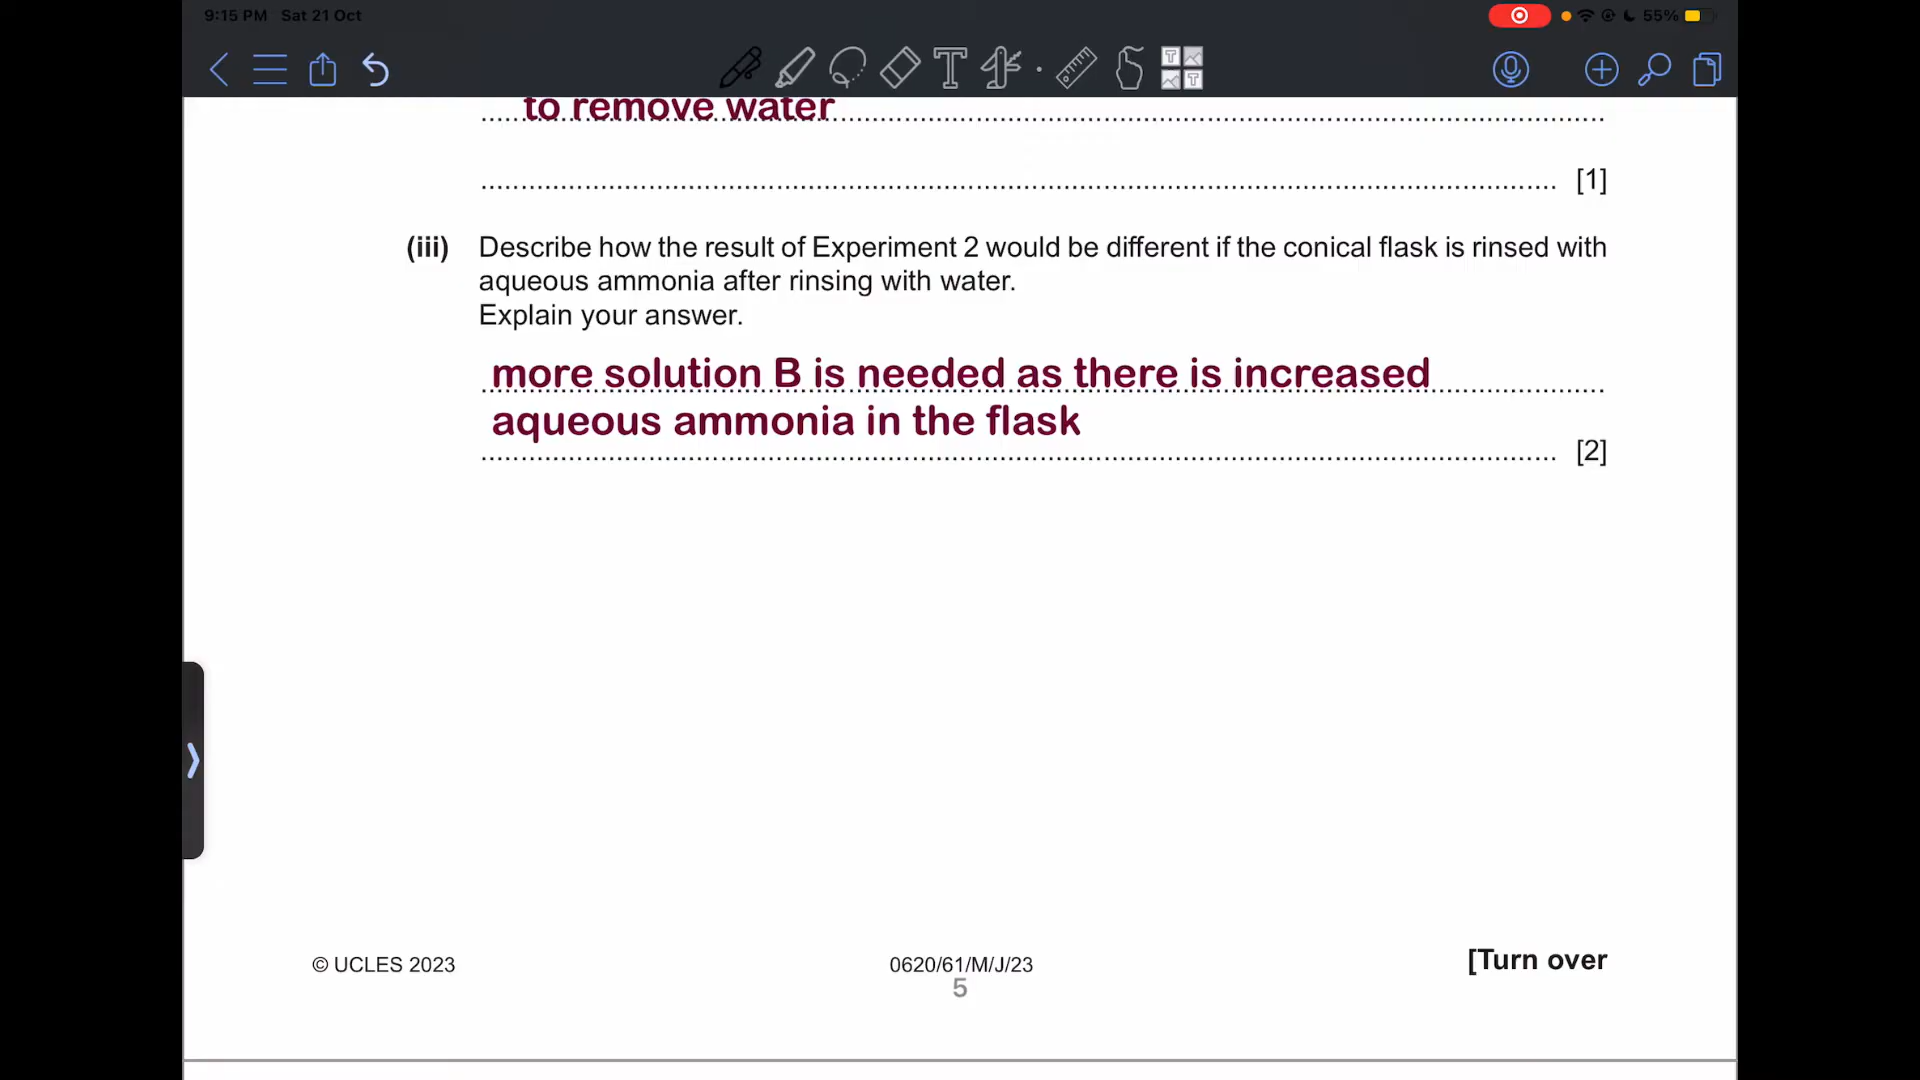 9:15 PM Sat 21 Oct
55%
to remove water
[1]
(iii) Describe how the result of Experiment 2 would be different if the conical flask is rinsed with
aqueous ammonia after rinsing with water.
Explain your answer.
more solution B is needed as there is increased
aqueous ammonia in the flask
[2]
© UCLES 2023 0620/61/M/J/23 [Turn over
5